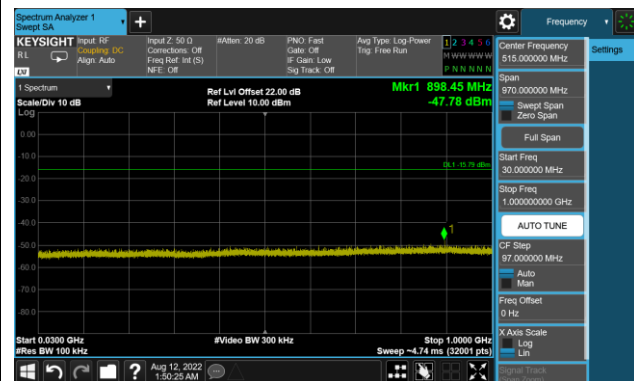 Spectrum Analyzer 1
Swept SA
Frequency
KEYSIGHT
Input: RF
Coupling: DC
Align: Auto
RL
LXI
Input Z: 50 Ω
Corrections: Off
Freq Ref: Int (S)
NFE: Off
#Atten: 20 dB
PNO: Fast
Gate: Off
IF Gain: Low
Sig Track: Off
Avg Type: Log-Power
Trig: Free Run
1 2 3 4 5 6
M W W W W W
P N N N N N
1 Spectrum
Scale/Div 10 dB
Log
Ref Lvl Offset 22.00 dB
Ref Level 10.00 dBm
Mkr1 898.45 MHz
-47.78 dBm
0.00
-10.0
DL1 -15.79 dBm
-20.0
-30.0
-40.0
1
-50.0
-60.0
-70.0
-80.0
Start 0.0300 GHz
#Res BW 100 kHz
#Video BW 300 kHz
Stop 1.0000 GHz
Sweep ~4.74 ms (32001 pts)
Center Frequency
515.000000 MHz
Settings
Span
970.000000 MHz
Swept Span
Zero Span
Full Span
Start Freq
30.000000 MHz
Stop Freq
1.000000000 GHz
AUTO TUNE
CF Step
97.000000 MHz
Auto
Man
Freq Offset
0 Hz
X Axis Scale
Log
Lin
Signal Track
(Span Zoom)
Aug 12, 2022
1:50:25 AM